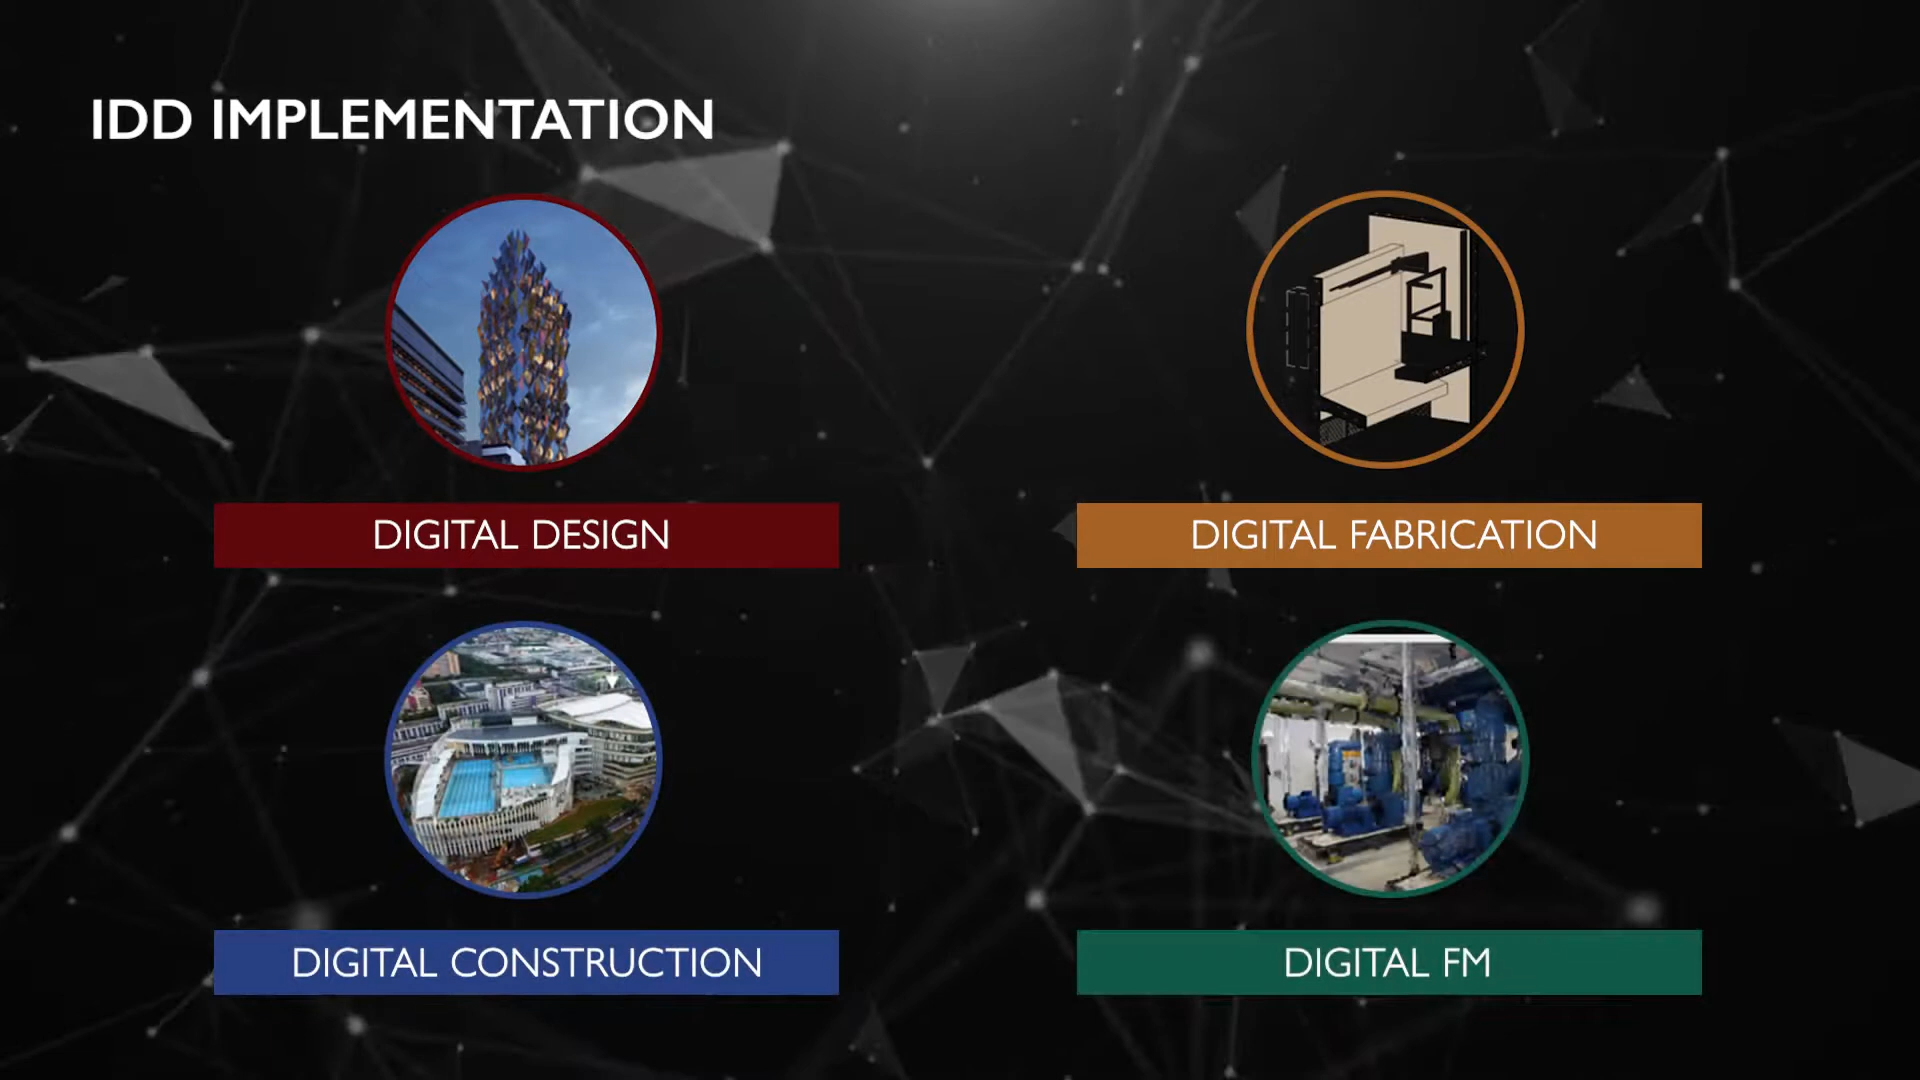 IDD IMPLEMENTATION
DIGITAL DESIGN
DIGITAL FABRICATION
DIGITAL CONSTRUCTION
DIGITAL FM